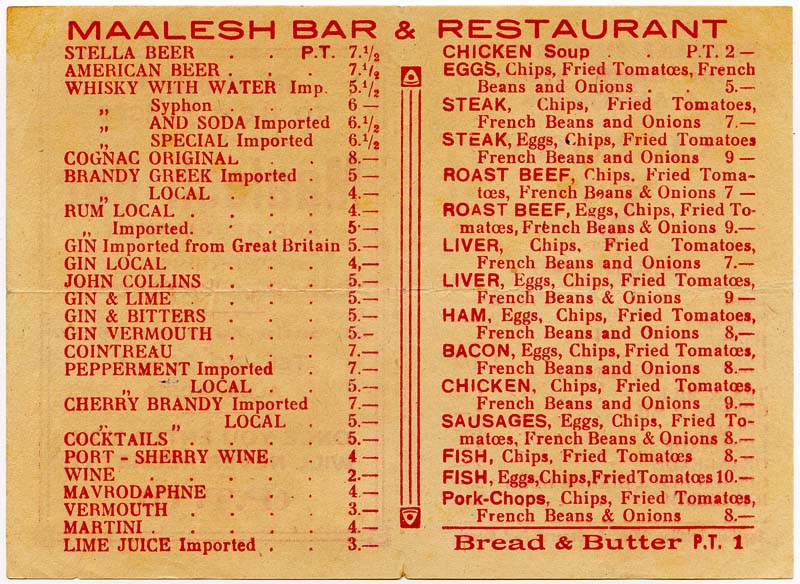 MAALESH BAR & RESTAURANT
STELLA BEER . . P.T. 7.½
AMERICAN BEER . . . 7.½
WHISKY WITH WATER Imp. 5.½
„ Syphon . . . 6 —
„ AND SODA Imported 6.½
„ SPECIAL Imported 6.½
COGNAC ORIGINAL . . . 8.—
BRANDY GREEK Imported . 5 —
„ LOCAL . . . 4.—
RUM LOCAL . . . . 4.—
„ Imported. . . . 5 —
GIN Imported from Great Britain 5.—
GIN LOCAL . . . 4,—
JOHN COLLINS . . . 5.—
GIN & LIME . . . 5.—
GIN & BITTERS . . . 5.—
GIN VERMOUTH . . . 5.–
COINTREAU . . . 7.—
PEPPERMENT Imported . 7.—
„ LOCAL . . 5.—
CHERRY BRANDY Imported 7.—
„ „ LOCAL . 5.—
COCKTAILS . . . . 5.—
PORT - SHERRY WINE. . 4 —
WINE . . . . 2.—
MAVRODAPHNE . . . 4.—
VERMOUTH . . . . 3.—
MARTINI . . . . 4.—
LIME JUICE Imported . . 3.—
CHICKEN Soup . . P.T. 2 —
EGGS, Chips, Fried Tomatœs, French
Beans and Onions . . 5.—
STEAK, Chips, Fried Tomatoes,
French Beans and Onions 7.—
STEAK, Eggs, Chips, Fried Tomatœs
French Beans and Onions 9 —
ROAST BEEF, Chips. Fried Toma-
tœs, French Beans & Onions 7 —
ROAST BEEF, Eggs, Chips, Fried To-
matœs, French Beans & Onions 9.—
LIVER, Chips, Fried Tomatœs,
French Beans and Onions 7.—
LIVER, Eggs, Chips, Fried Tomatœs,
French Beans & Onions 9 —
HAM, Eggs, Chips, Fried Tomatœs,
French Beans and Onions 8,—
BACON, Eggs, Chips, Fried Tomatœs,
French Beans and Onions 8.—
CHICKEN, Chips, Fried Tomatœs,
French Beans and Onions 9.—
SAUSAGES, Eggs, Chips, Fried To-
matœs, French Beans & Onions 8.—
FISH, Chips, Fried Tomatœs 8.—
FISH, Eggs,Chips,Fried Tomatœs 10.—
Pork-Chops, Chips, Fried Tomatœs,
French Beans & Onions 8.—
Bread & Butter P.T. 1